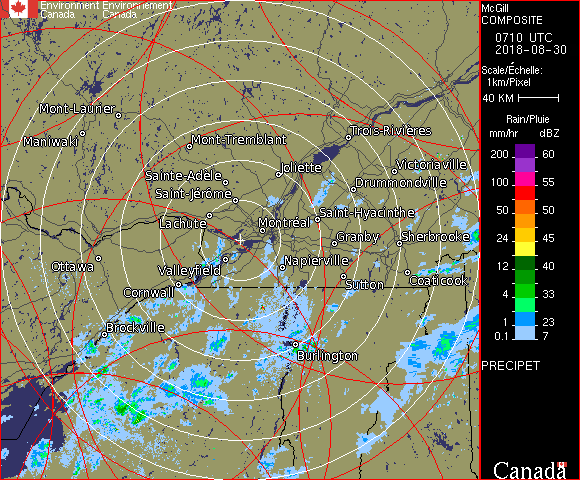 Environment Environnement
Canada Canada
McGill
COMPOSITE
0710 UTC
2018-08-30
Scale/Échelle:
1km/Pixel
40 KM
Rain/Pluie
mm/hr dBZ
200 60
100 55
50 50
24 45
12 40
4 33
1 23
0.1 7
PRECIPET
Canada
Mont-Laurier
Maniwaki
Mont-Tremblant
Trois-Rivières
Joliette
Victoriaville
Sainte-Adèle
Drummondville
Saint-Jérôme
Lachute
Montréal
Saint-Hyacinthe
Granby
Sherbrooke
Ottawa
Valleyfield
Napierville
Sutton
Coaticook
Cornwall
Brockville
Burlington